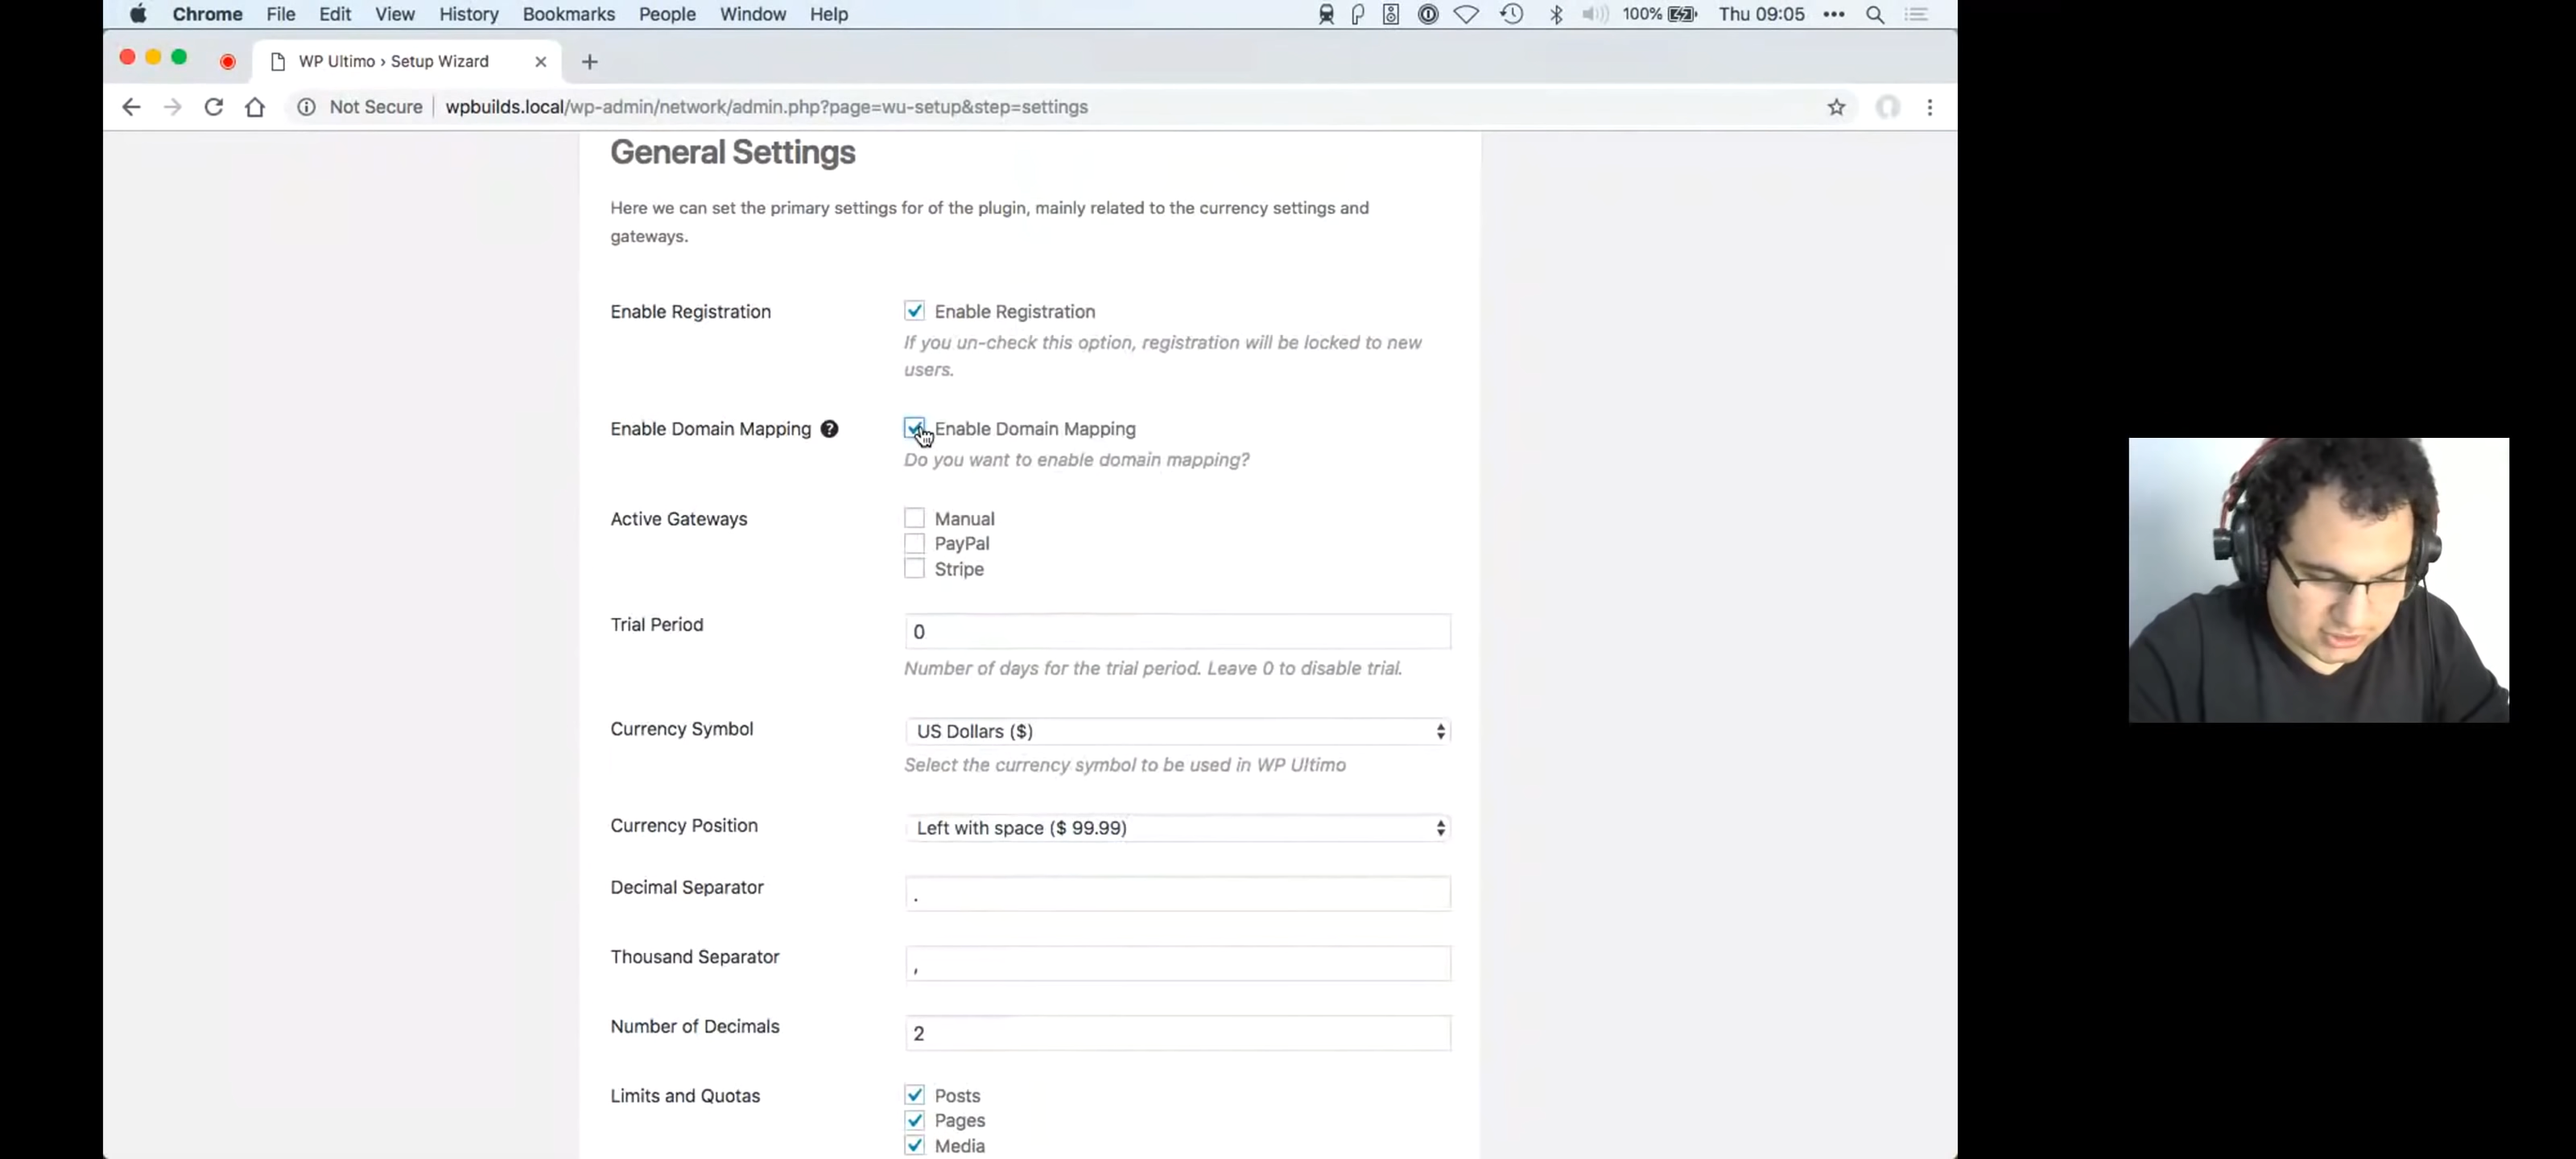 Chrome File Edit View History Bookmarks People Window Help 100% Thu 09:05
WP Ultimo › Setup Wizard
Not Secure wpbuilds.local/wp-admin/network/admin.php?page=wu-setup&step=settings
General Settings
Here we can set the primary settings for of the plugin, mainly related to the currency settings and
gateways.
Enable Registration Enable Registration
If you un-check this option, registration will be locked to new
users.
Enable Domain Mapping ? Enable Domain Mapping
Do you want to enable domain mapping?
Active Gateways Manual
PayPal
Stripe
Trial Period 0
Number of days for the trial period. Leave 0 to disable trial.
Currency Symbol US Dollars ($)
Select the currency symbol to be used in WP Ultimo
Currency Position Left with space ($ 99.99)
Decimal Separator .
Thousand Separator ,
Number of Decimals 2
Limits and Quotas Posts
Pages
Media